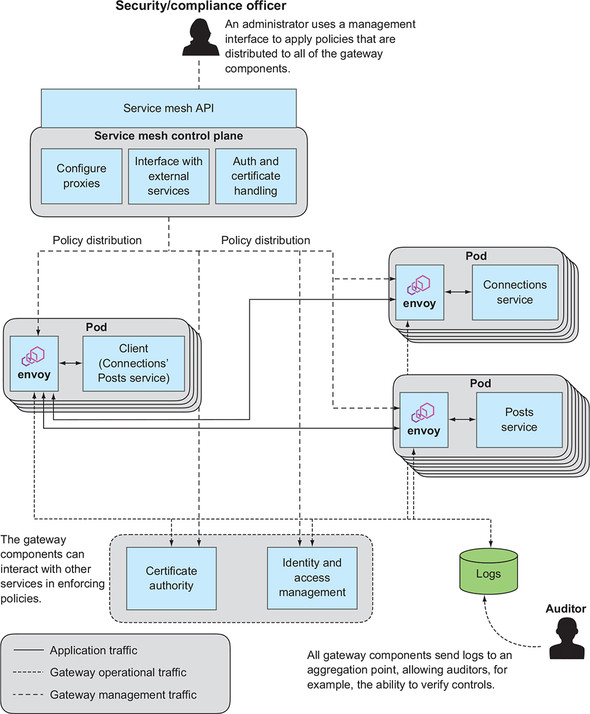 Security/compliance officer
An administrator uses a management
interface to apply policies that are
distributed to all of the gateway
components.
Service mesh API
Service mesh control plane
Configure
proxies
Interface with
external
services
Auth and
certificate
handling
Policy distribution
Policy distribution
Pod
envoy
Connections
service
Pod
envoy
Client
(Connections’
Posts service)
Pod
envoy
Posts
service
The gateway
components can
interact with other
services in enforcing
policies.
Certificate
authority
Identity and
access
management
Logs
Auditor
All gateway components send logs to
an aggregation point, allowing auditors, for
example, the ability to verify controls.
Application traffic
Gateway operational traffic
Gateway management traffic